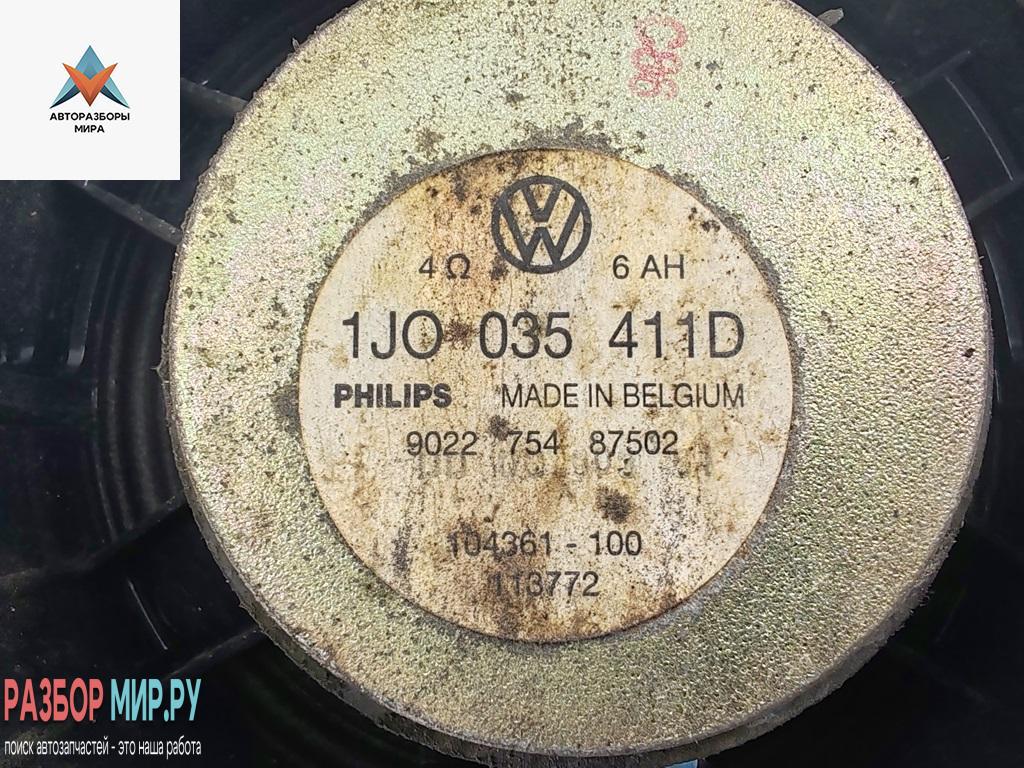 АВТОРАЗБОРЫ
МИРА
4 Ω 6 AH
1JO 035 411D
PHILIPS MADE IN BELGIUM
9022 754 87502
104361 - 100
113772
РАЗБОР МИР.РУ
поиск автозапчастей - это наша работа